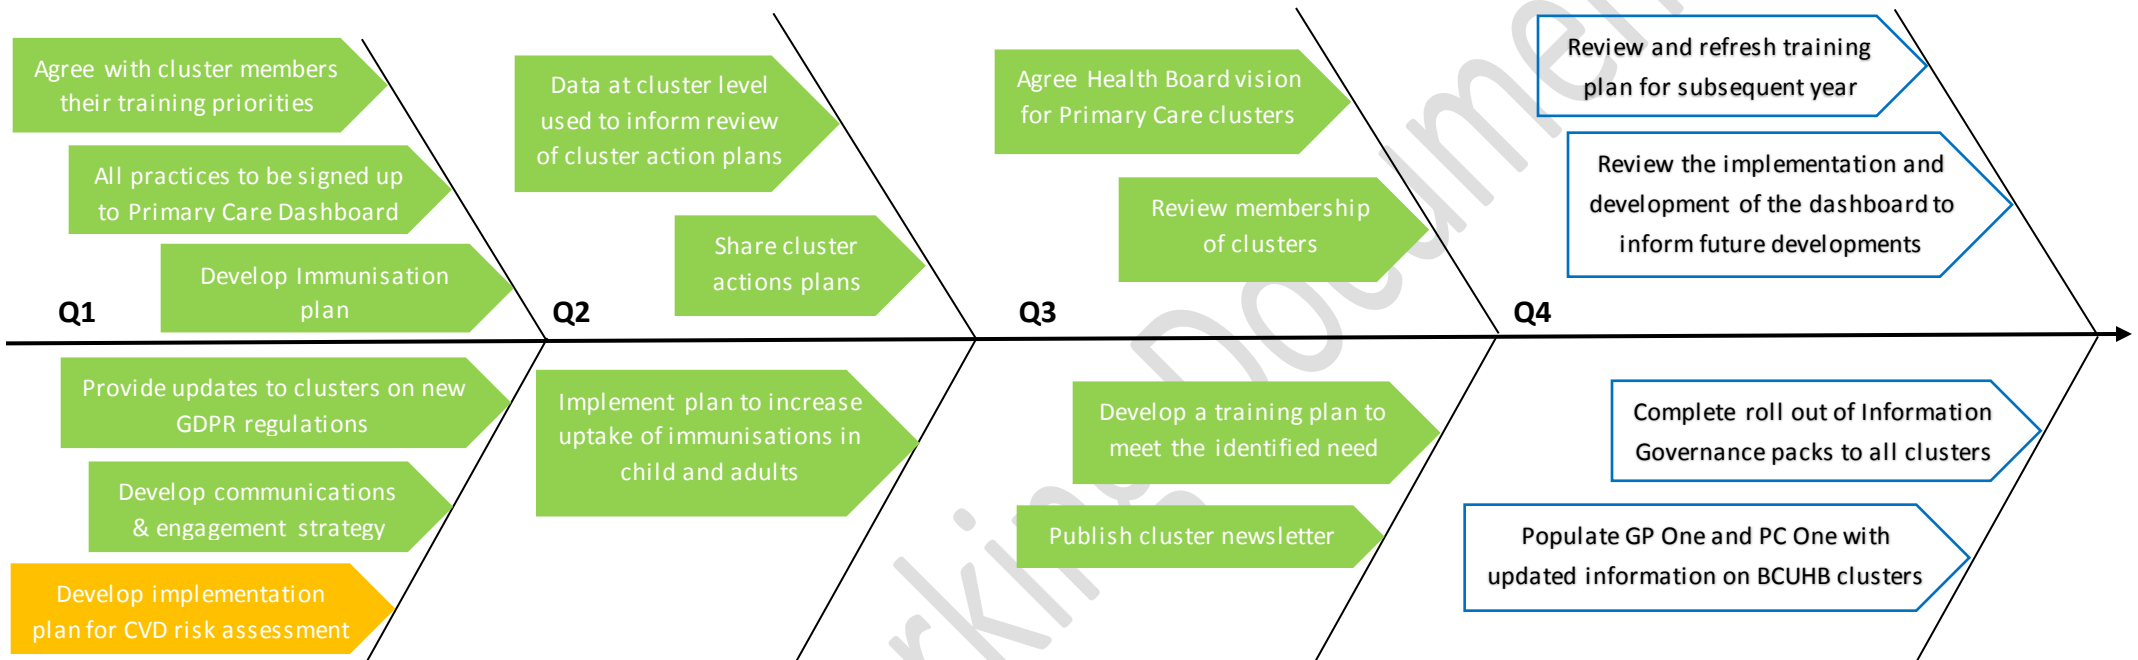 Agree with cluster members
their training priorities
All practices to be signed up
to Primary Care Dashboard
Develop Immunisation
plan
Q1
Provide updates to clusters on new
GDPR regulations
Develop communications
& engagement strategy
Develop implementation
plan for CVD risk assessment
Data at cluster level
used to inform review
of cluster action plans
Share cluster
actions plans
Q2
Implement plan to increase
uptake of immunisations in
child and adults
Agree Health Board vision
for Primary Care clusters
Review membership
of clusters
Q3
Develop a training plan to
meet the identified need
Publish cluster newsletter
Review and refresh training
plan for subsequent year
Review the implementation and
development of the dashboard to
inform future developments
Q4
Complete roll out of Information
Governance packs to all clusters
Populate GP One and PC One with
updated information on BCUHB clusters